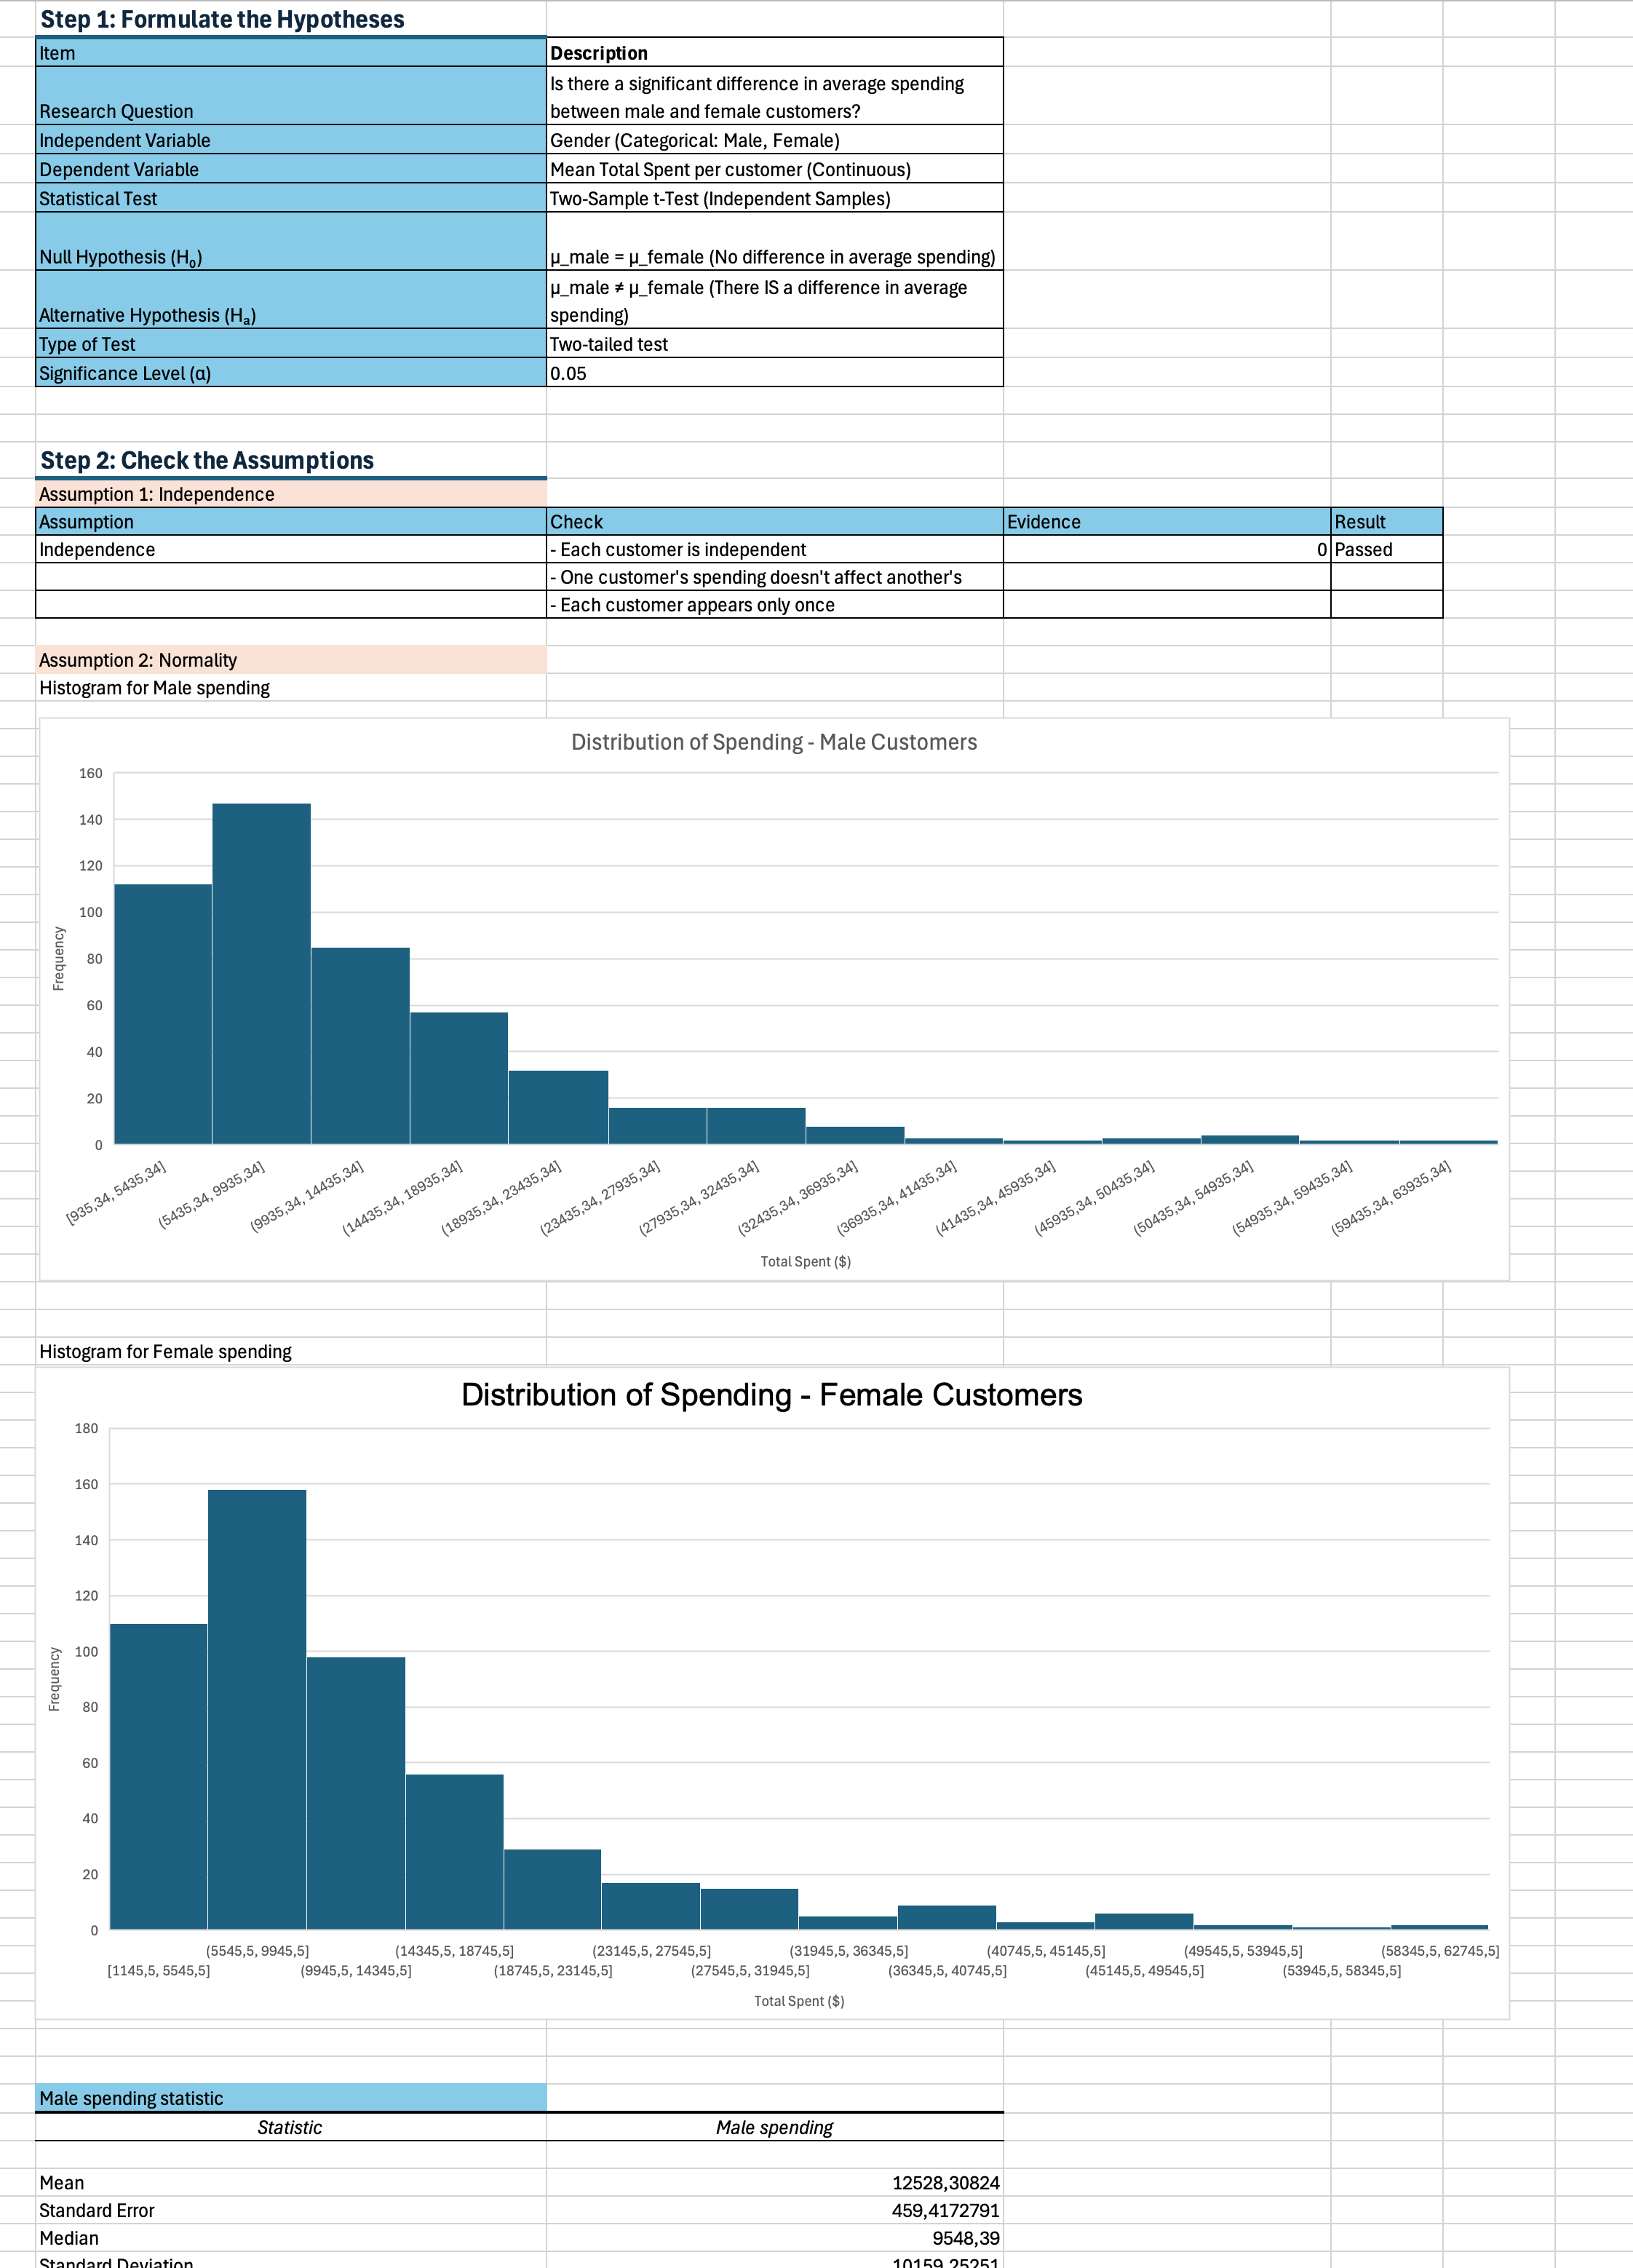 Step 1: Formulate the Hypotheses
Item Description
Research Question Is there a significant difference in average spending
between male and female customers?
Independent Variable Gender (Categorical: Male, Female)
Dependent Variable Mean Total Spent per customer (Continuous)
Statistical Test Two-Sample t-Test (Independent Samples)
Null Hypothesis (H₀) μ_male = μ_female (No difference in average spending)
Alternative Hypothesis (Hₐ) μ_male ≠ μ_female (There IS a difference in average
spending)
Type of Test Two-tailed test
Significance Level (α) 0.05
Step 2: Check the Assumptions
Assumption 1: Independence
Assumption Check Evidence Result
Independence - Each customer is independent 0 Passed
- One customer's spending doesn't affect another's
- Each customer appears only once
Assumption 2: Normality
Histogram for Male spending
Distribution of Spending - Male Customers
160
140
120
100
80
60
40
20
0
Frequency
[935,34, 5435,34]
(5435,34, 9935,34]
(9935,34, 14435,34]
(14435,34, 18935,34]
(18935,34, 23435,34]
(23435,34, 27935,34]
(27935,34, 32435,34]
(32435,34, 36935,34]
(36935,34, 41435,34]
(41435,34, 45935,34]
(45935,34, 50435,34]
(50435,34, 54935,34]
(54935,34, 59435,34]
(59435,34, 63935,34]
Total Spent ($)
Histogram for Female spending
Distribution of Spending - Female Customers
180
160
140
120
100
80
60
40
20
0
Frequency
[1145,5, 5545,5]
(5545,5, 9945,5]
(9945,5, 14345,5]
(14345,5, 18745,5]
(18745,5, 23145,5]
(23145,5, 27545,5]
(27545,5, 31945,5]
(31945,5, 36345,5]
(36345,5, 40745,5]
(40745,5, 45145,5]
(45145,5, 49545,5]
(49545,5, 53945,5]
(53945,5, 58345,5]
(58345,5, 62745,5]
Total Spent ($)
Male spending statistic
Statistic Male spending
Mean 12528,30824
Standard Error 459,4172791
Median 9548,39
Standard Deviation 10159,25251